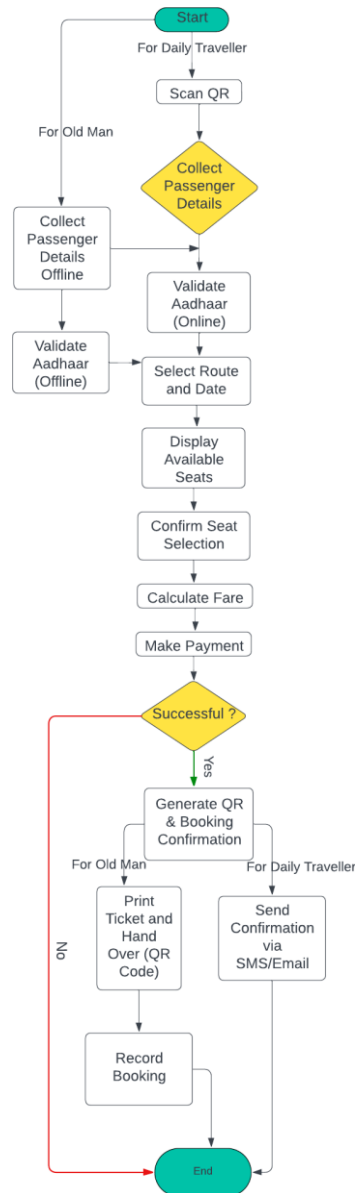 Start
For Daily Traveller
Scan QR
For Old Man
Collect
Passenger
Details
Collect
Passenger
Details
Offline
Validate
Aadhaar
(Online)
Validate
Aadhaar
(Offline)
Select Route
and Date
Display
Available
Seats
Confirm Seat
Selection
Calculate Fare
Make Payment
Successful ?
Yes
Generate QR
& Booking
Confirmation
For Old Man
For Daily Traveller
Print
Ticket and
Hand
Over (QR
Code)
Send
Confirmation
via
SMS/Email
No
Record
Booking
End